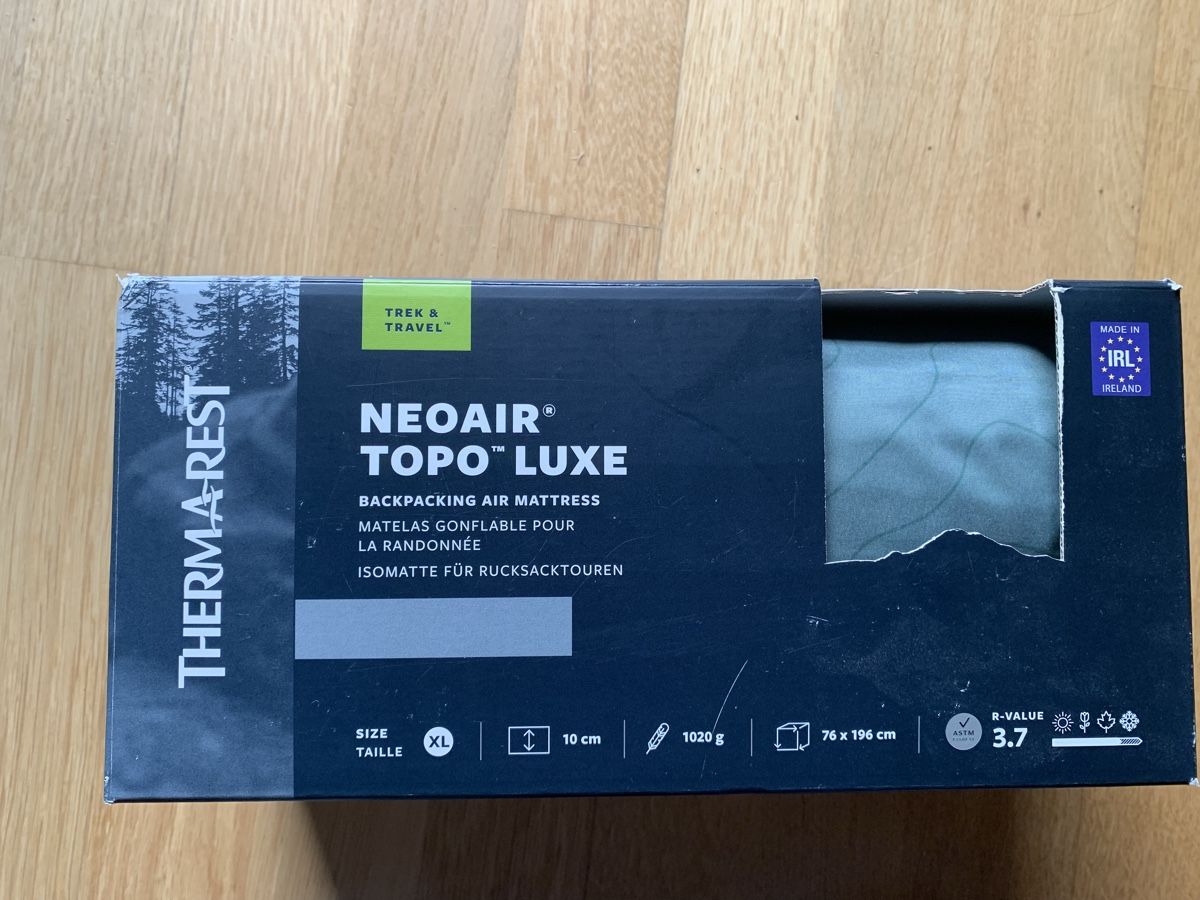 THERMAREST®
TREK &
TRAVEL™
NEOAIR®
TOPO™ LUXE
BACKPACKING AIR MATTRESS
MATELAS GONFLABLE POUR
LA RANDONNÉE
ISOMATTE FÜR RUCKSACKTOUREN
SIZE
TAILLE
XL
10 cm
1020 g
76 x 196 cm
ASTM
R-VALUE
3.7
MADE IN
IRL
IRELAND